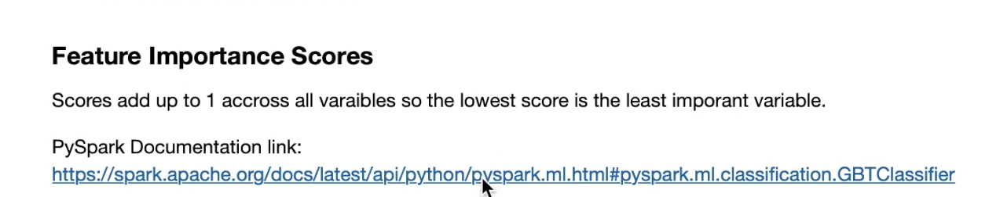 Feature Importance Scores
Scores add up to 1 accross all varaibles so the lowest score is the least imporant variable.
PySpark Documentation link:
https://spark.apache.org/docs/latest/api/python/pyspark.ml.html#pyspark.ml.classification.GBTClassifier